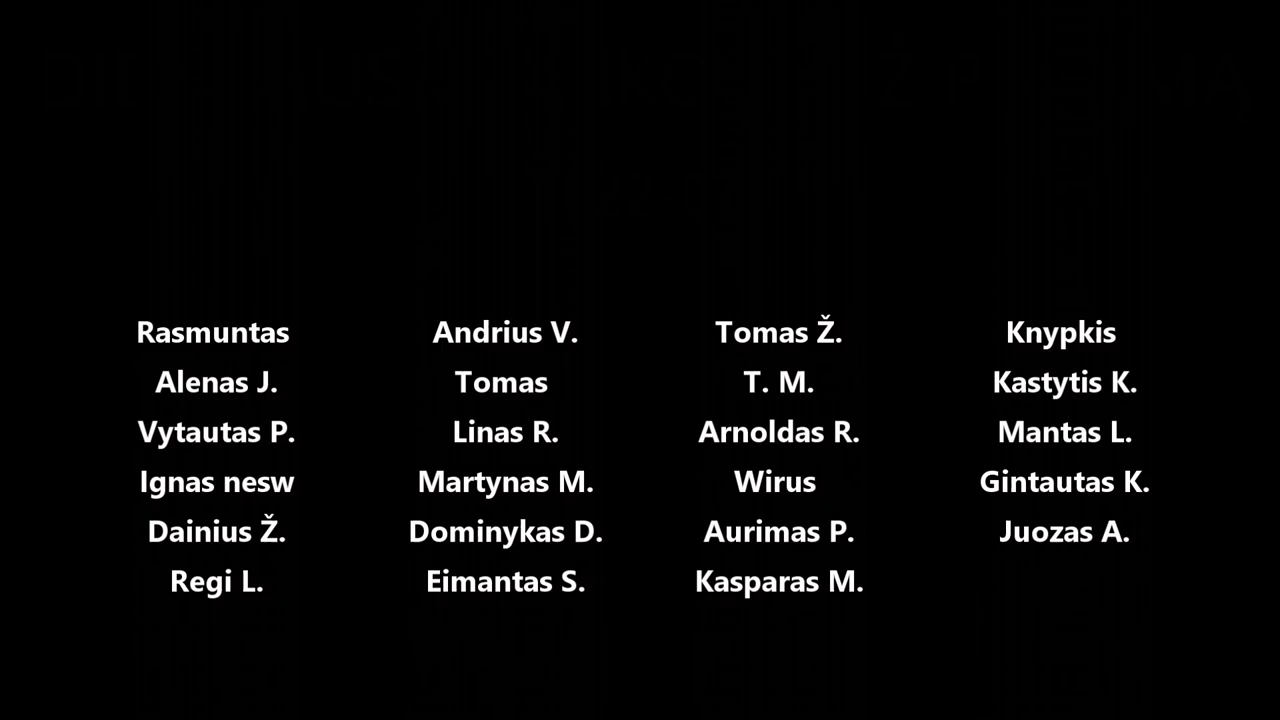 Rasmuntas Andrius V. Tomas Ž. Knypkis
Alenas J. Tomas T. M. Kastytis K.
Vytautas P. Linas R. Arnoldas R. Mantas L.
Ignas nesw Martynas M. Wirus Gintautas K.
Dainius Ž. Dominykas D. Aurimas P. Juozas A.
Regi L. Eimantas S. Kasparas M.